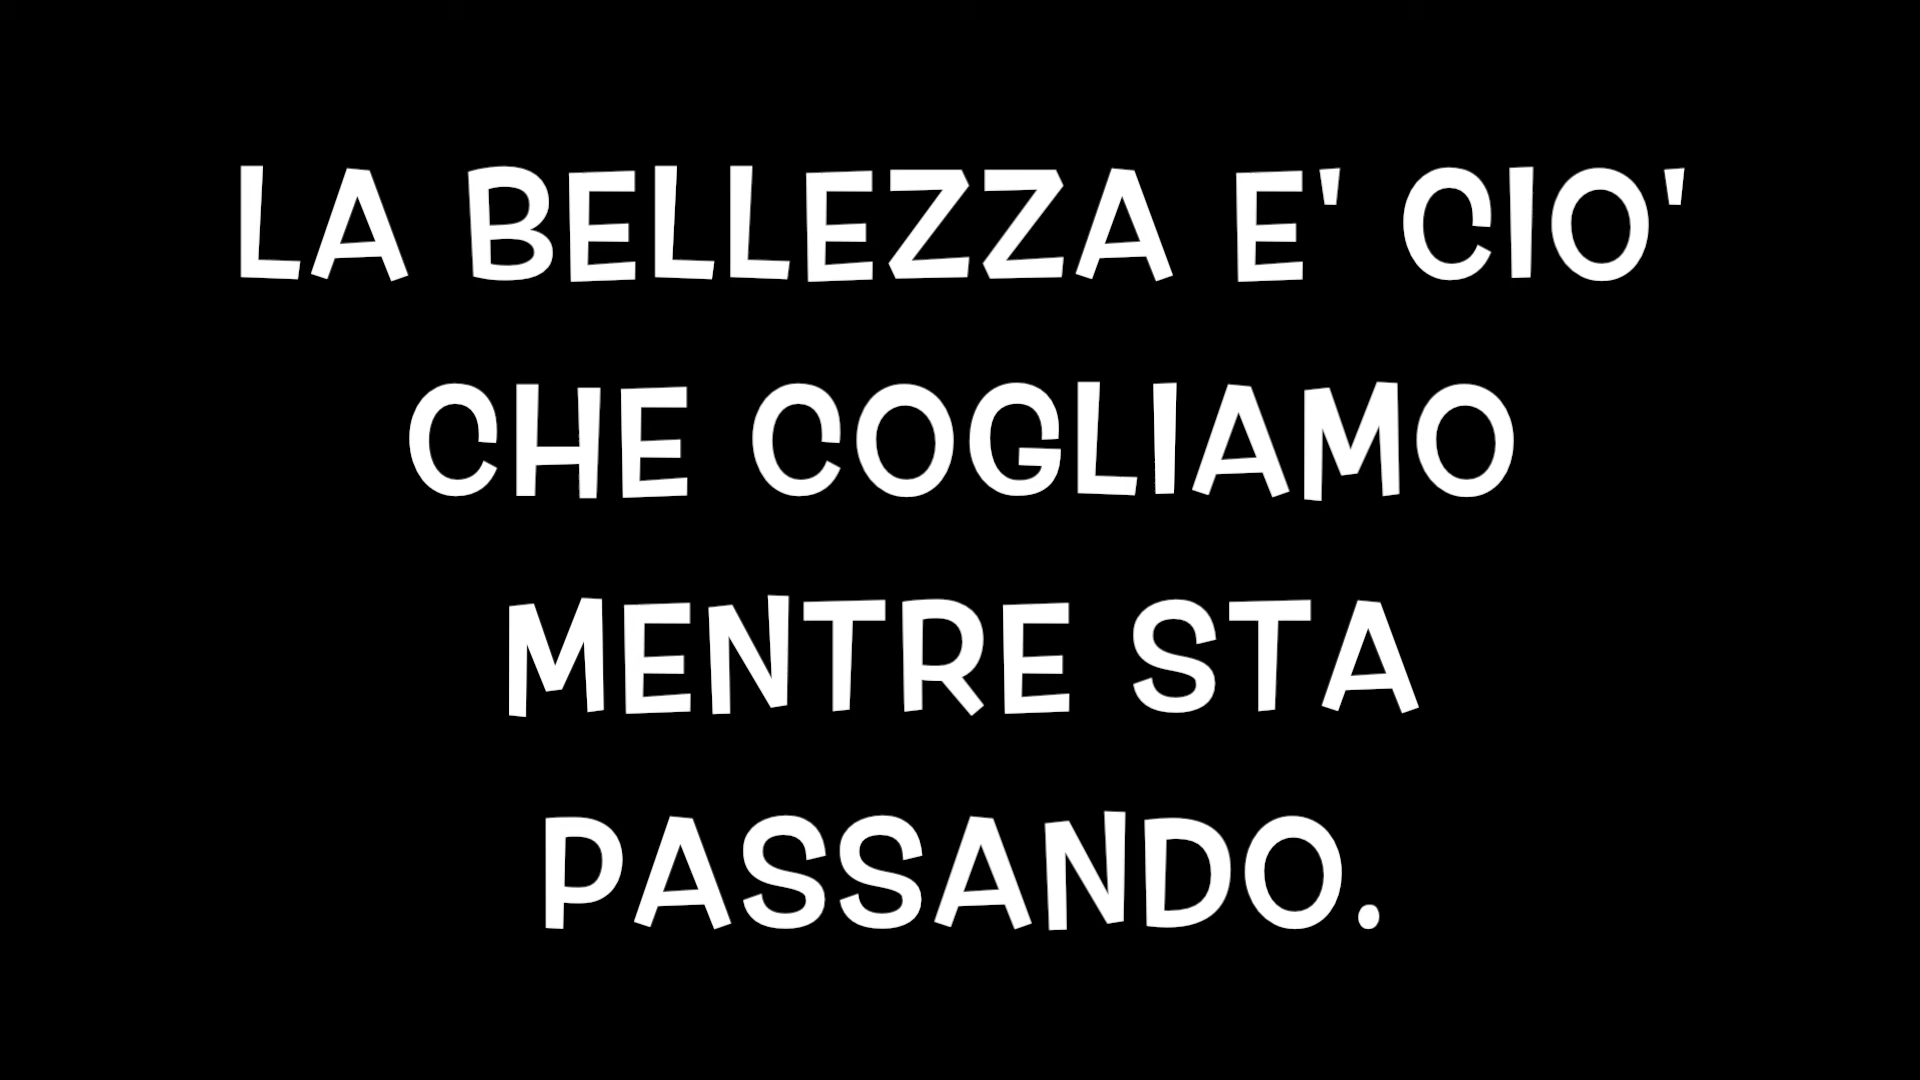 LA BELLEZZA E' CIO'
CHE COGLIAMO
MENTRE STA
PASSANDO.